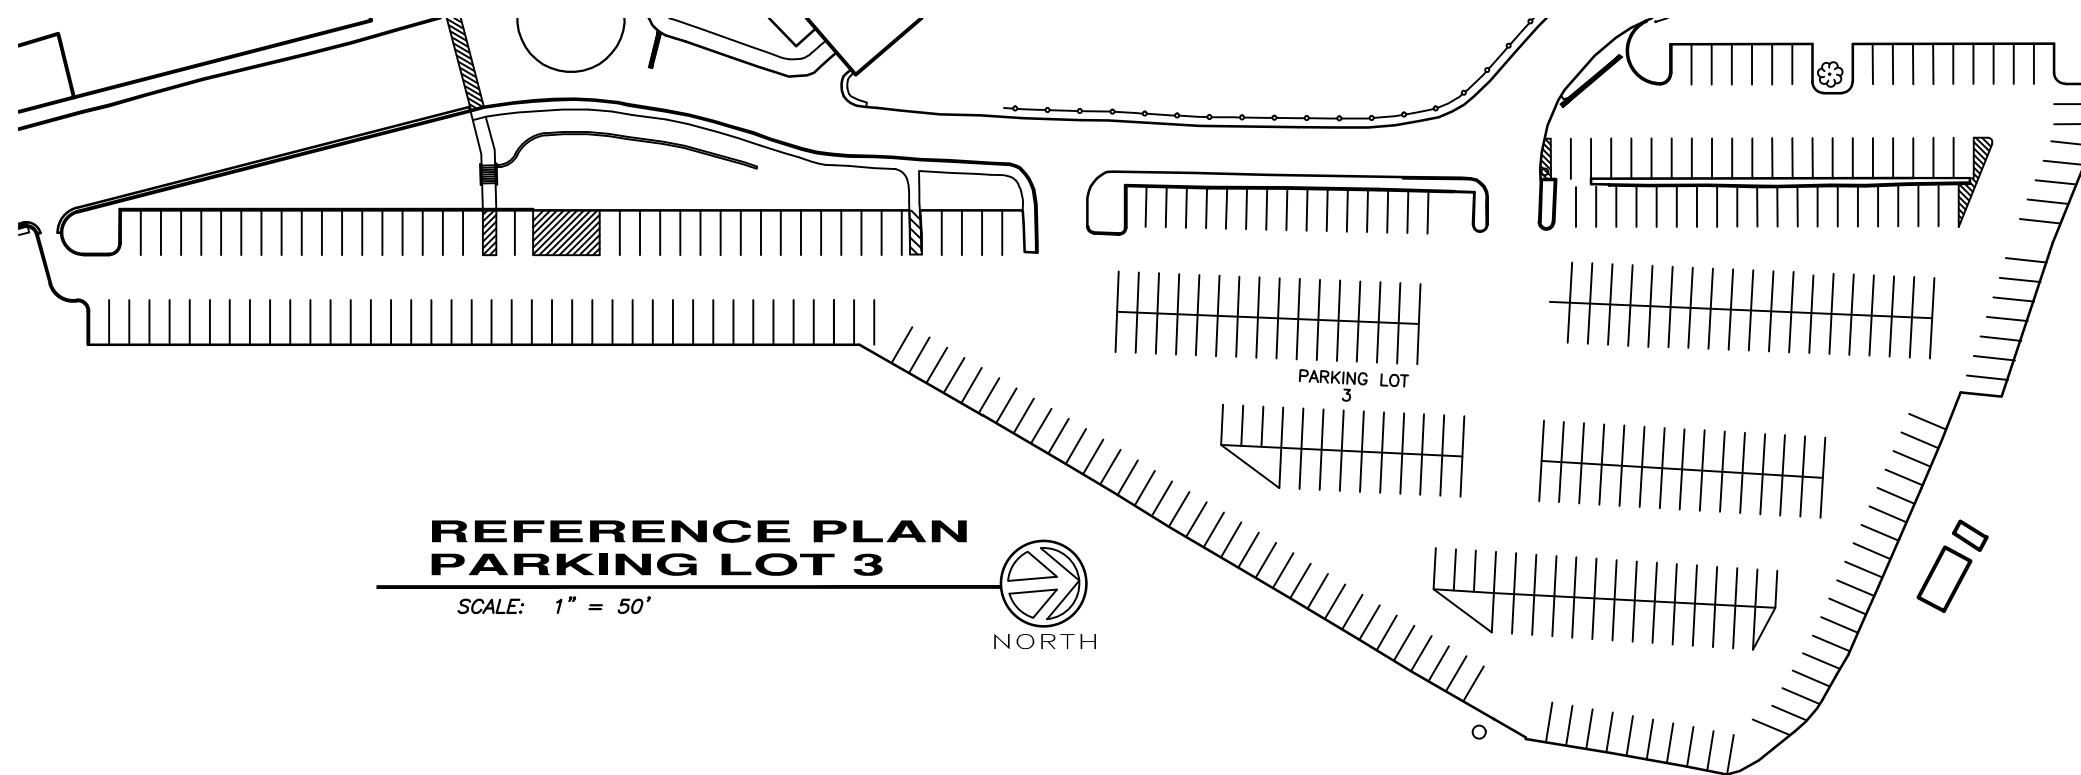 PARKING LOT
3
REFERENCE PLAN
PARKING LOT 3
SCALE: 1" = 50'
NORTH